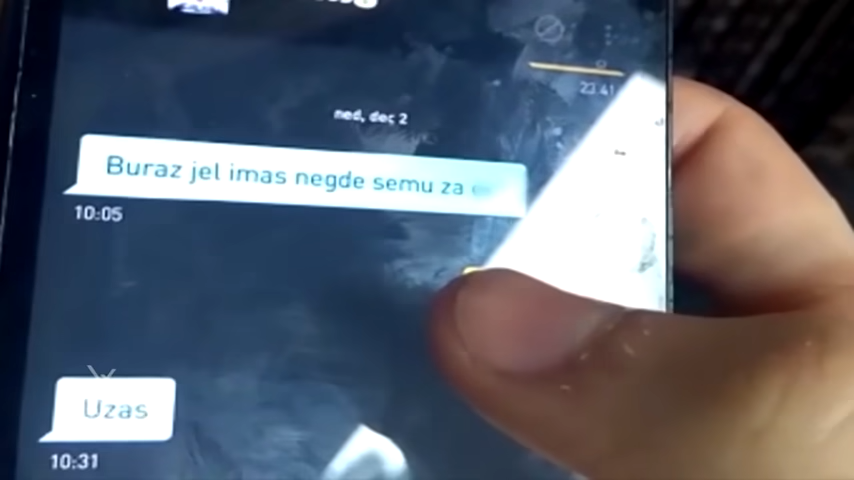 23.41
ned, dec 2
Buraz jel imas negde semu za
10:05
Uzas
10:31